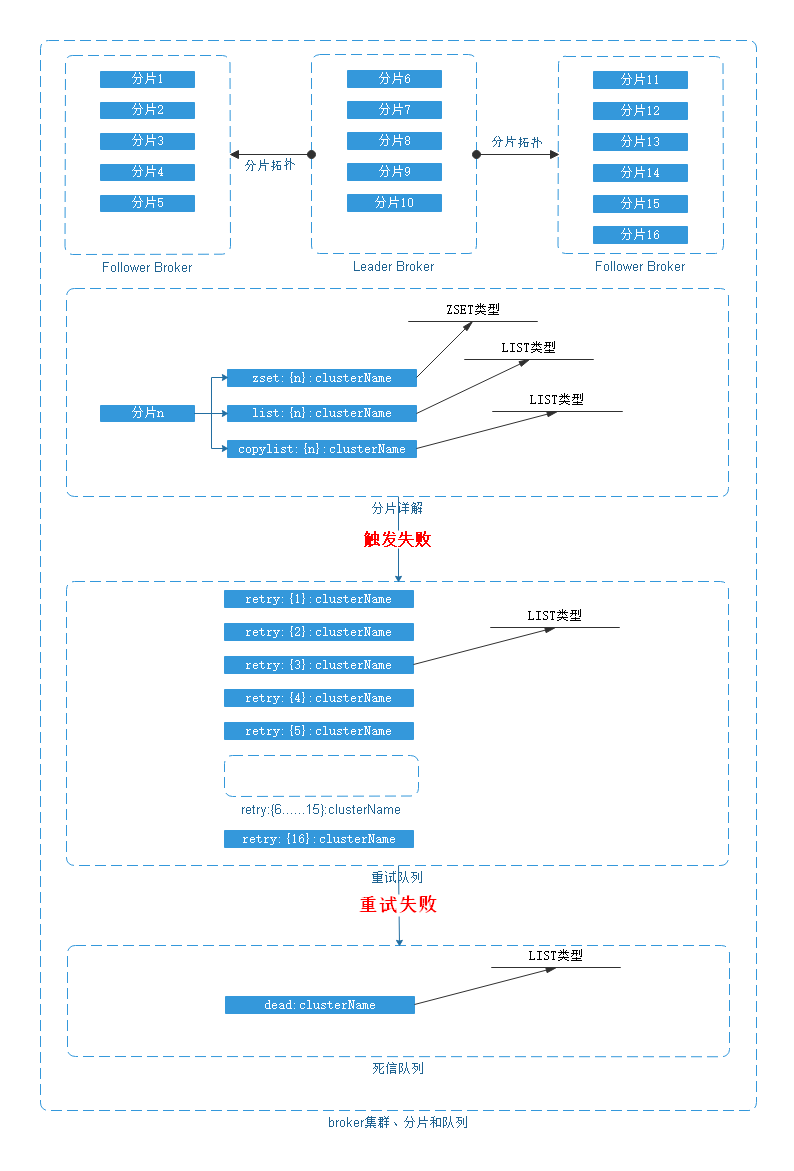 分片1
分片2
分片3
分片4
分片5
Follower Broker
分片拓扑
分片6
分片7
分片8
分片9
分片10
Leader Broker
分片拓扑
分片11
分片12
分片13
分片14
分片15
分片16
Follower Broker
ZSET类型
LIST类型
LIST类型
分片n
zset:{n}:clusterName
list:{n}:clusterName
copylist:{n}:clusterName
分片详解
触发失败
retry:{1}:clusterName
LIST类型
retry:{2}:clusterName
retry:{3}:clusterName
retry:{4}:clusterName
retry:{5}:clusterName
retry:{6......15}:clusterName
retry:{16}:clusterName
重试队列
重试失败
LIST类型
dead:clusterName
死信队列
broker集群、分片和队列